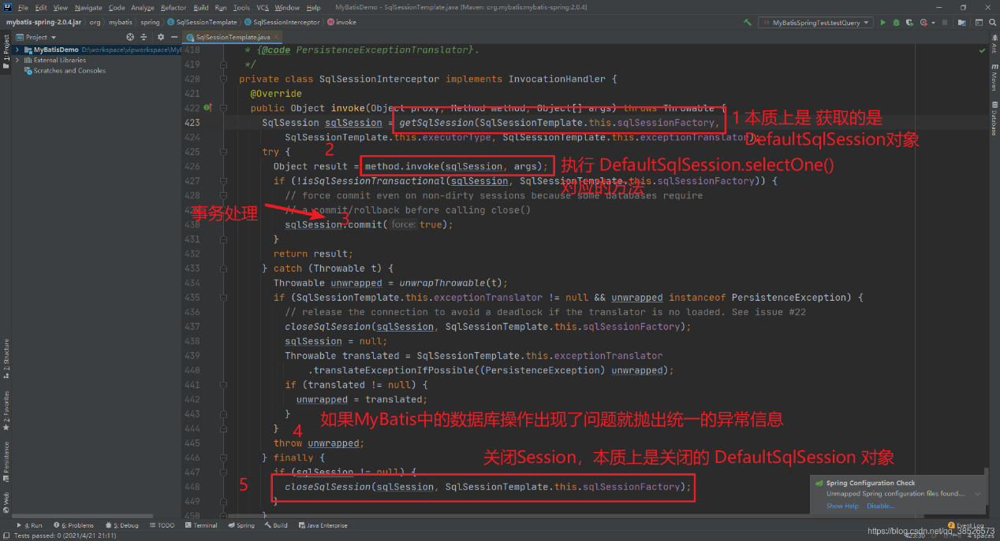 File Edit View Navigate Code Analyze Refactor Build Run Tools VCS Window Help MyBatisDemo - SqlSessionTemplate.java [Maven: org.mybatis:mybatis-spring:2.0.4]
mybatis-spring-2.0.4.jar org mybatis spring SqlSessionTemplate SqlSessionInterceptor invoke MyBatisSpringTest.testQuery
Project
SqlSessionTemplate.java
MyBatisDemo D:\workspace\vipworkspace\MyB
External Libraries
Scratches and Consoles
1: Project
7: Structure
2: Favorites
Persistence
Web
Ant
Maven
Database
418 * {@code PersistenceExceptionTranslator}.
419 */
420 private class SqlSessionInterceptor implements InvocationHandler {
421 @Override
422 public Object invoke(Object proxy, Method method, Object[] args) throws Throwable {
423 SqlSession sqlSession = getSqlSession(SqlSessionTemplate.this.sqlSessionFactory,
1 本质上是 获取的是
DefaultSqlSession对象
424 SqlSessionTemplate.this.executorType, SqlSessionTemplate.this.exceptionTranslator);
425 try {
2
426 Object result = method.invoke(sqlSession, args);
执行 DefaultSqlSession.selectOne()
对应的方法
427 if (!isSqlSessionTransactional(sqlSession, SqlSessionTemplate.this.sqlSessionFactory)) {
428 // force commit even on non-dirty sessions because some databases require
// a commit/rollback before calling close()
事务处理
3
430 sqlSession.commit( force: true);
431 }
432 return result;
433 } catch (Throwable t) {
434 Throwable unwrapped = unwrapThrowable(t);
435 if (SqlSessionTemplate.this.exceptionTranslator != null && unwrapped instanceof PersistenceException) {
436 // release the connection to avoid a deadlock if the translator is no loaded. See issue #22
437 closeSqlSession(sqlSession, SqlSessionTemplate.this.sqlSessionFactory);
438 sqlSession = null;
439 Throwable translated = SqlSessionTemplate.this.exceptionTranslator
440 .translateExceptionIfPossible((PersistenceException) unwrapped);
441 if (translated != null) {
442 unwrapped = translated;
443 }
如果MyBatis中的数据库操作出现了问题就抛出统一的异常信息
444 }
4
445 throw unwrapped;
446 } finally {
关闭Session，本质上是关闭的 DefaultSqlSession 对象
447 if (sqlSession != null) {
5
448 closeSqlSession(sqlSession, SqlSessionTemplate.this.sqlSessionFactory);
449 }
450 }
Spring Configuration Check
Unmapped Spring configuration files found....
Show Help Disable...
4: Run 6: Problems 5: Debug TODO Terminal Spring Build Java Enterprise 2 Event Log
Tests passed: 0 (2021/4/21 21:11) 423:30 LF 4 spaces
https://blog.csdn.net/qq_38526573